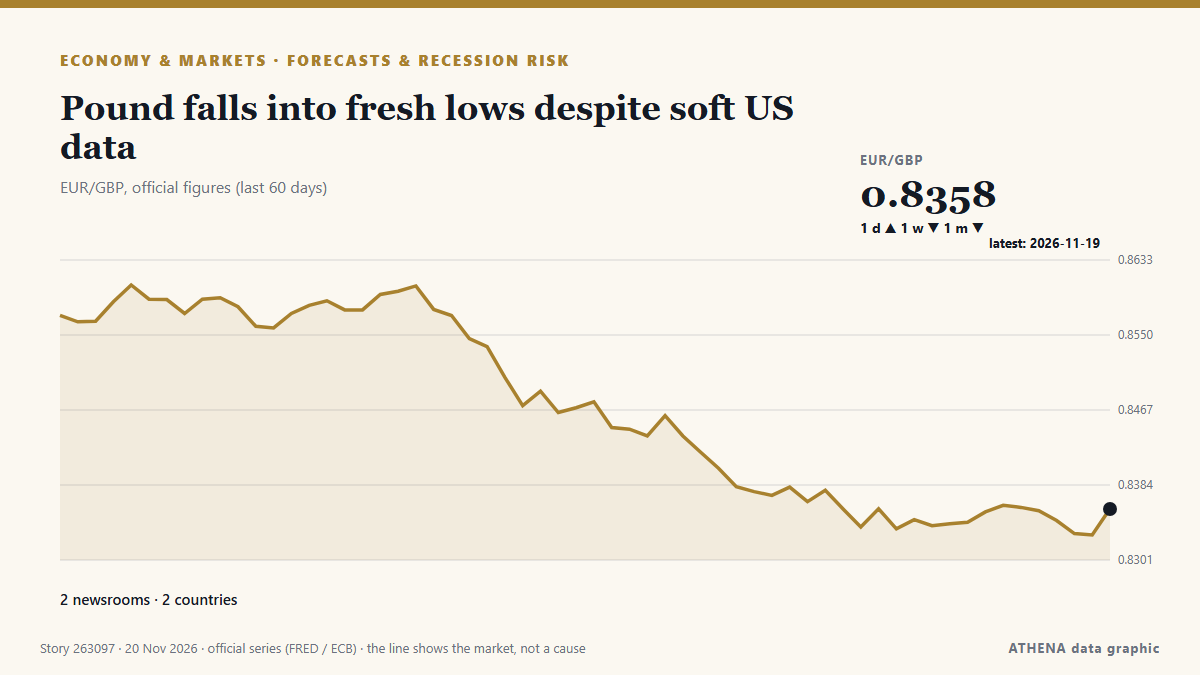 ECONOMY & MARKETS · FORECASTS & RECESSION RISK
Pound falls into fresh lows despite soft US
data
EUR/GBP, official figures (last 60 days)
EUR/GBP
0.8358
1 d ▲ 1 w ▼ 1 m ▼
latest: 2026-11-19
0.8633
0.8550
0.8467
0.8384
0.8301
2 newsrooms · 2 countries
Story 263097 · 20 Nov 2026 · official series (FRED / ECB) · the line shows the market, not a cause
ATHENA data graphic